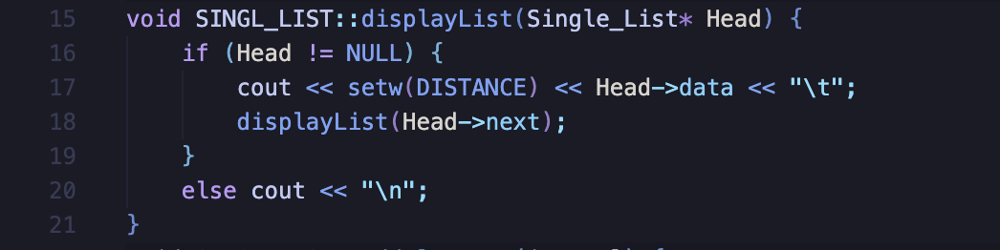 15 void SINGL_LIST::displayList(Single_List* Head) {
16     if (Head != NULL) {
17         cout << setw(DISTANCE) << Head->data << "\t";
18         displayList(Head->next);
19     }
20     else cout << "\n";
21 }